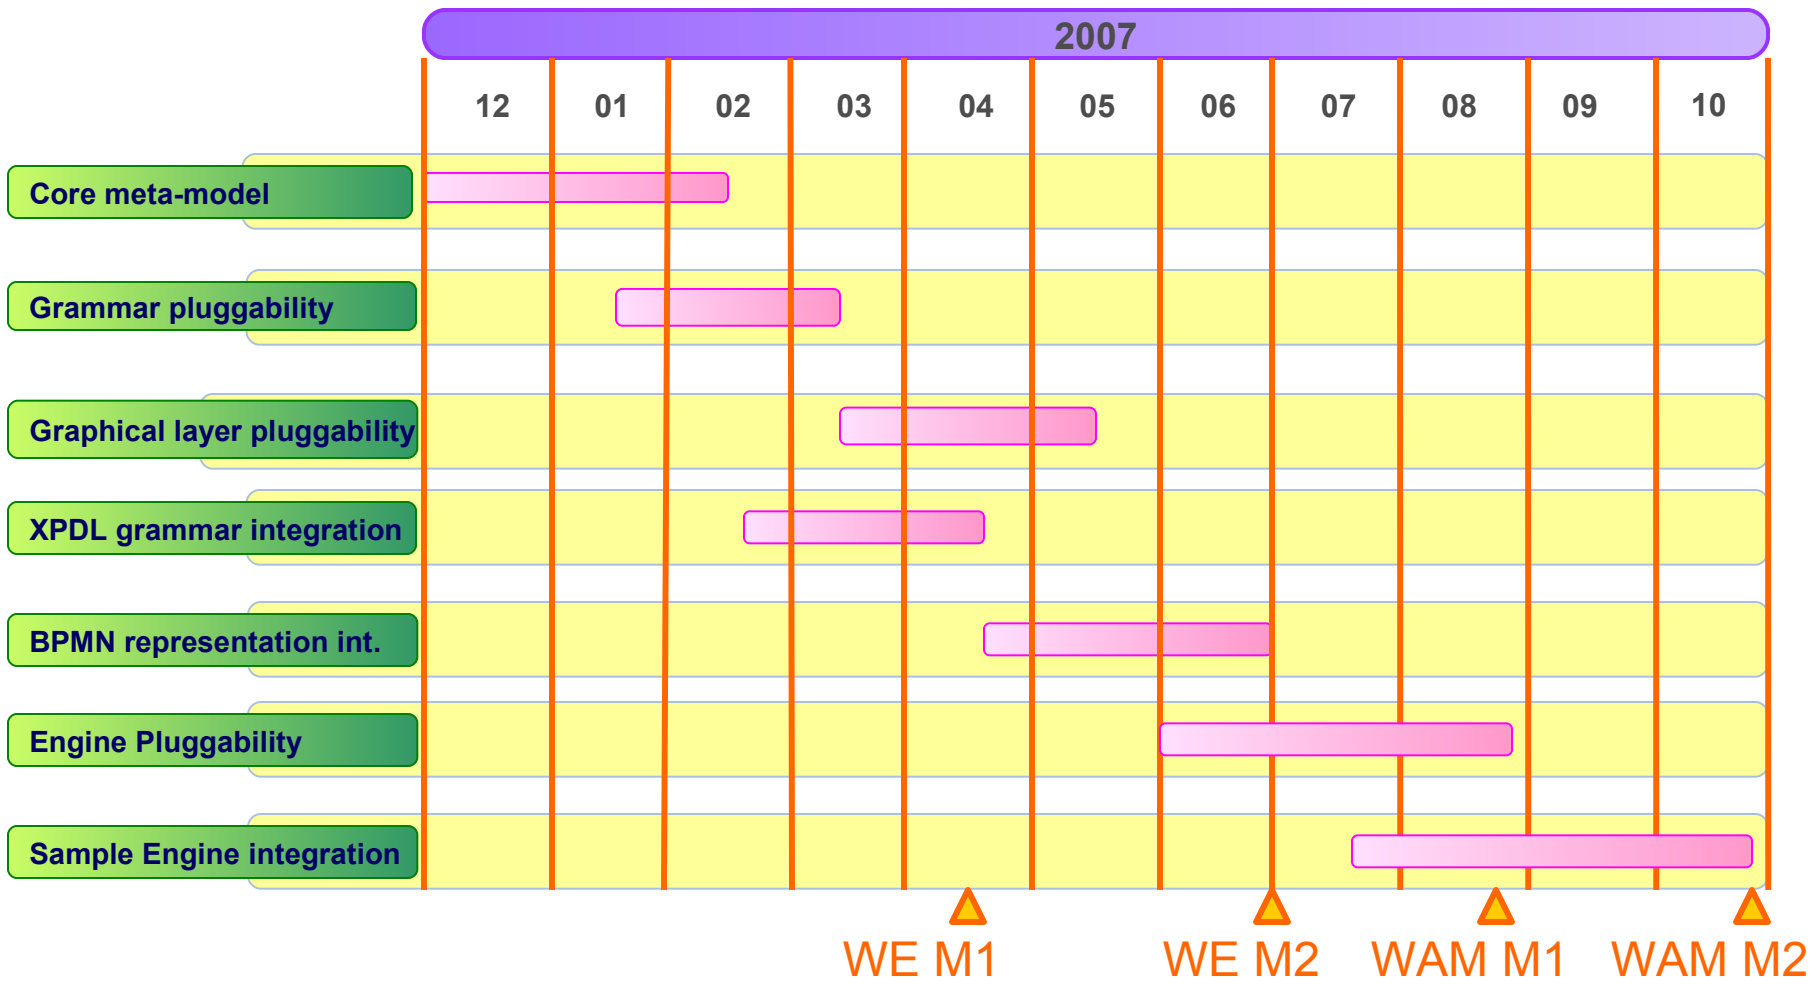 2007
12 01 02 03 04 05 06 07 08 09 10
Core meta-model
Grammar pluggability
Graphical layer pluggability
XPDL grammar integration
BPMN representation int.
Engine Pluggability
Sample Engine integration
WE M1 WE M2 WAM M1 WAM M2